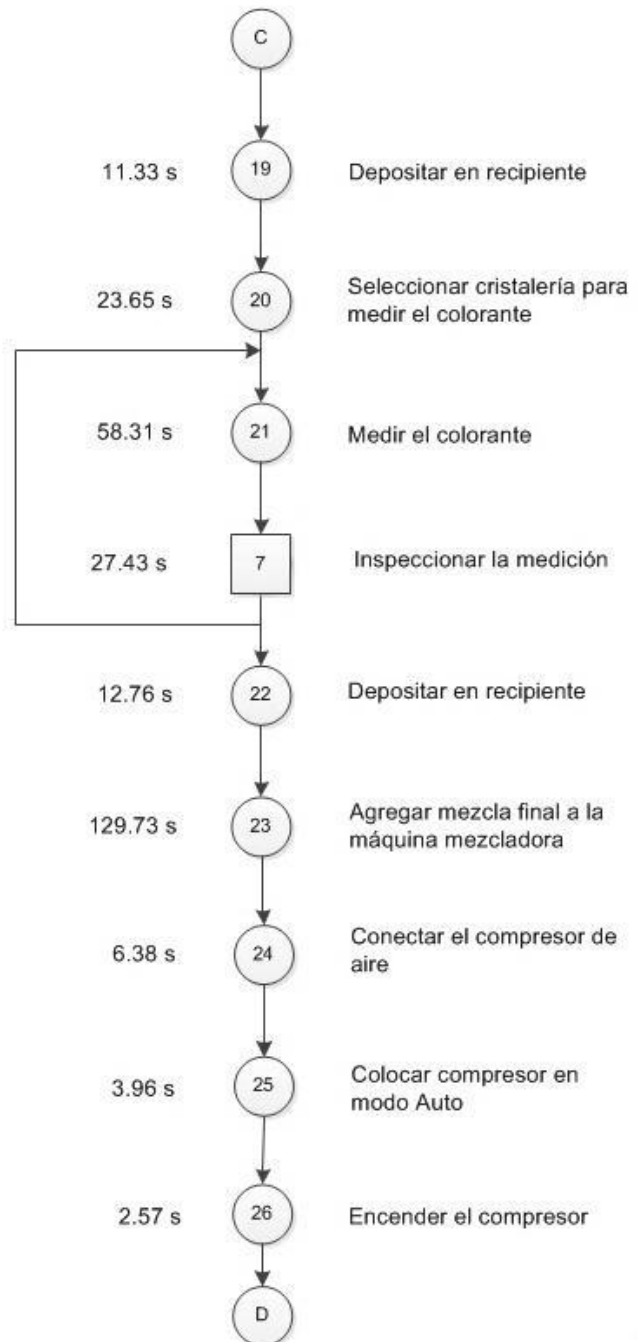 C
11.33 s
19
Depositar en recipiente
23.65 s
20
Seleccionar cristalería para
medir el colorante
58.31 s
21
Medir el colorante
27.43 s
7
Inspeccionar la medición
12.76 s
22
Depositar en recipiente
129.73 s
23
Agregar mezcla final a la
máquina mezcladora
6.38 s
24
Conectar el compresor de
aire
3.96 s
25
Colocar compresor en
modo Auto
2.57 s
26
Encender el compresor
D